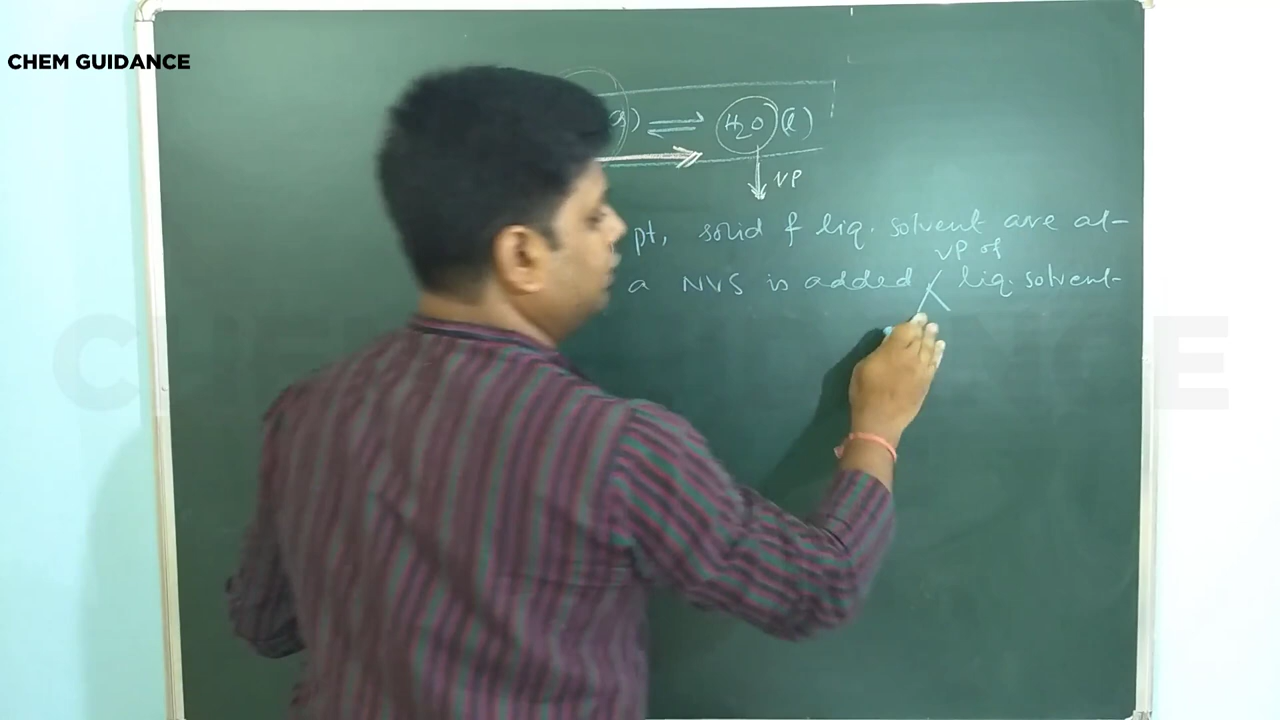 CHEM GUIDANCE
(s) ⇌ H2O (l)
↓ VP
pt, solid & liq. solvent are at-
VP of
a NVS is added liq. solvent-